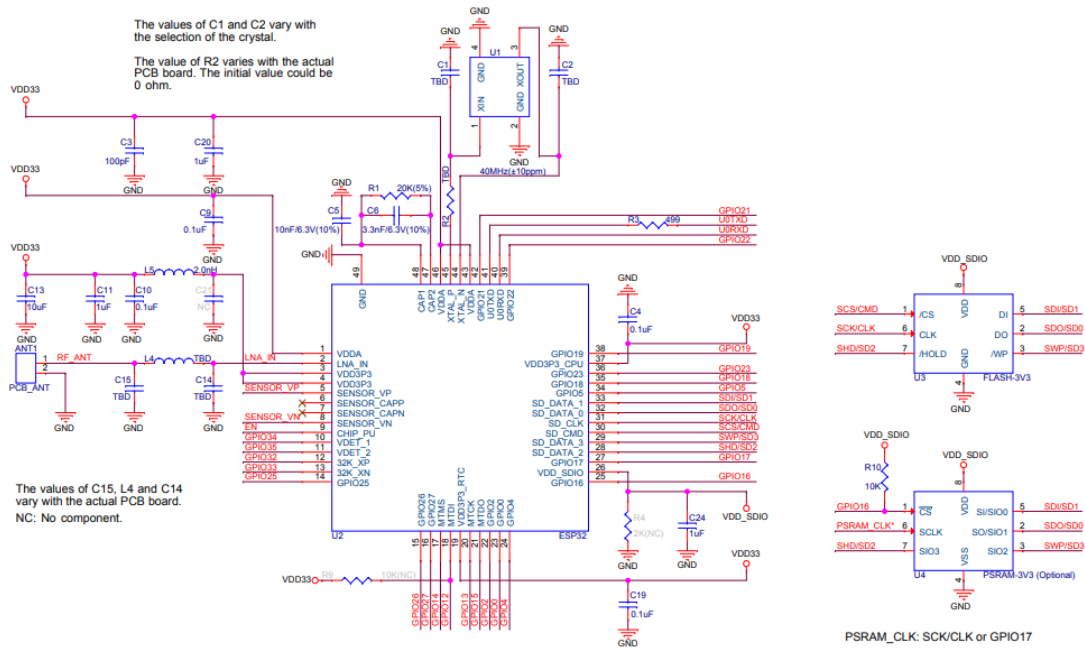 The values of C1 and C2 vary with
the selection of the crystal.
The value of R2 varies with the actual
PCB board. The initial value could be
0 ohm.
GND
GND
C1
TBD
4
3
U1
GND
XOUT
XIN
GND
1
2
GND
C2
TBD
40MHz(±10ppm)
VDD33
C3
100pF
GND
C20
1uF
GND
VDD33
C9
0.1uF
GND
GND
R1
20K(5%)
C5
10nF/6.3V(10%)
C6
3.3nF/6.3V(10%)
TBD
R2
R3
499
GPIO21
U0TXD
U0RXD
GPIO22
VDD33
C13
10uF
GND
C11
1uF
GND
C10
0.1uF
GND
L5
2.0nH
C21
NC
GND
GND
ANT1
1
2
PCB_ANT
RF_ANT
GND
L4
TBD
LNA_IN
C15
TBD
GND
C14
TBD
GND
49
48
47
46
45
44
43
42
41
40
39
GND
CAP1
CAP2
VDDA
XTAL_P
XTAL_N
VDDA
GPIO21
U0TXD
U0RXD
GPIO22
1
VDDA
2
LNA_IN
3
VDD3P3
4
VDD3P3
SENSOR_VP
5
SENSOR_VP
6
SENSOR_CAPP
7
SENSOR_CAPN
SENSOR_VN
8
SENSOR_VN
EN
9
CHIP_PU
GPIO34
10
VDET_1
GPIO35
11
VDET_2
GPIO32
12
32K_XP
GPIO33
13
32K_XN
GPIO25
14
GPIO25
GND
C4
0.1uF
VDD33
GPIO19
38
GPIO19
VDD3P3_CPU
37
GPIO23
36
GPIO23
GPIO18
35
GPIO18
GPIO5
34
GPIO5
SD_DATA_1
33
SDI/SD1
SD_DATA_0
32
SDO/SD0
SD_CLK
31
SCK/CLK
SD_CMD
30
SCS/CMD
SD_DATA_3
29
SWP/SD3
SD_DATA_2
28
SHD/SD2
GPIO17
27
GPIO17
VDD_SDIO
26
GPIO16
25
GPIO16
GPIO26
GPIO27
MTMS
MTDI
VDD3P3_RTC
MTCK
MTDO
GPIO2
GPIO0
GPIO4
U2
ESP32
15
16
17
18
19
20
21
22
23
24
GPIO26
GPIO27
GPIO14
GPIO12
GPIO13
GPIO15
GPIO2
GPIO0
GPIO4
VDD33
R9
10K(NC)
R4
2K(NC)
GND
C24
1uF
GND
VDD_SDIO
VDD33
C19
0.1uF
GND
The values of C15, L4 and C14
vary with the actual PCB board.
NC: No component.
VDD_SDIO
8
SCS/CMD
1
/CS
VDD
DI
5
SDI/SD1
SCK/CLK
6
CLK
DO
2
SDO/SD0
SHD/SD2
7
/HOLD
GND
/WP
3
SWP/SD3
U3
4
FLASH-3V3
GND
VDD_SDIO
R10
10K
VDD_SDIO
8
GPIO16
1
CS
VDD
SI/SIO0
5
SDI/SD1
PSRAM_CLK*
6
SCLK
SO/SIO1
2
SDO/SD0
SHD/SD2
7
SIO3
VSS
SIO2
3
SWP/SD3
U4
4
PSRAM-3V3 (Optional)
GND
PSRAM_CLK: SCK/CLK or GPIO17